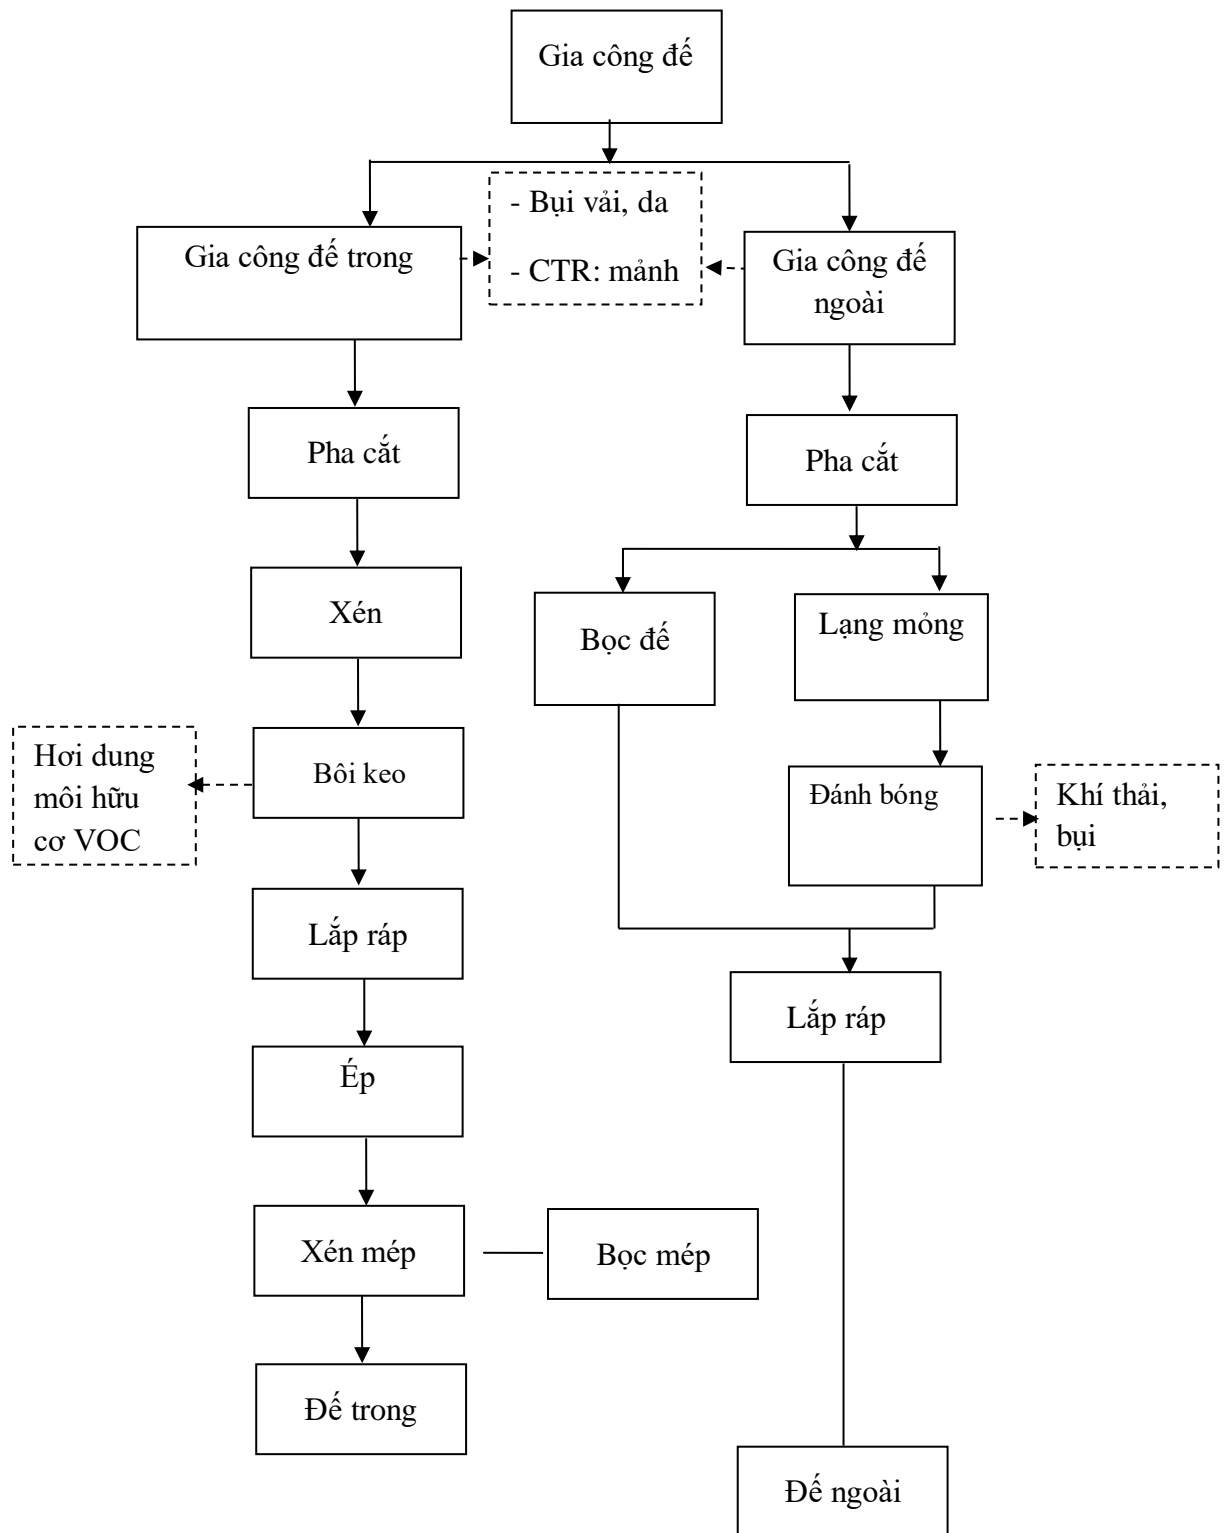 Gia công đế
- Bụi vải, da
- CTR: mảnh
Gia công đế trong
Gia công đế
ngoài
Pha cắt
Pha cắt
Xén
Bọc đế
Lạng mỏng
Hơi dung
môi hữu
cơ VOC
Bôi keo
Đánh bóng
Khí thải,
bụi
Lắp ráp
Lắp ráp
Ép
Xén mép
Bọc mép
Đế trong
Đế ngoài